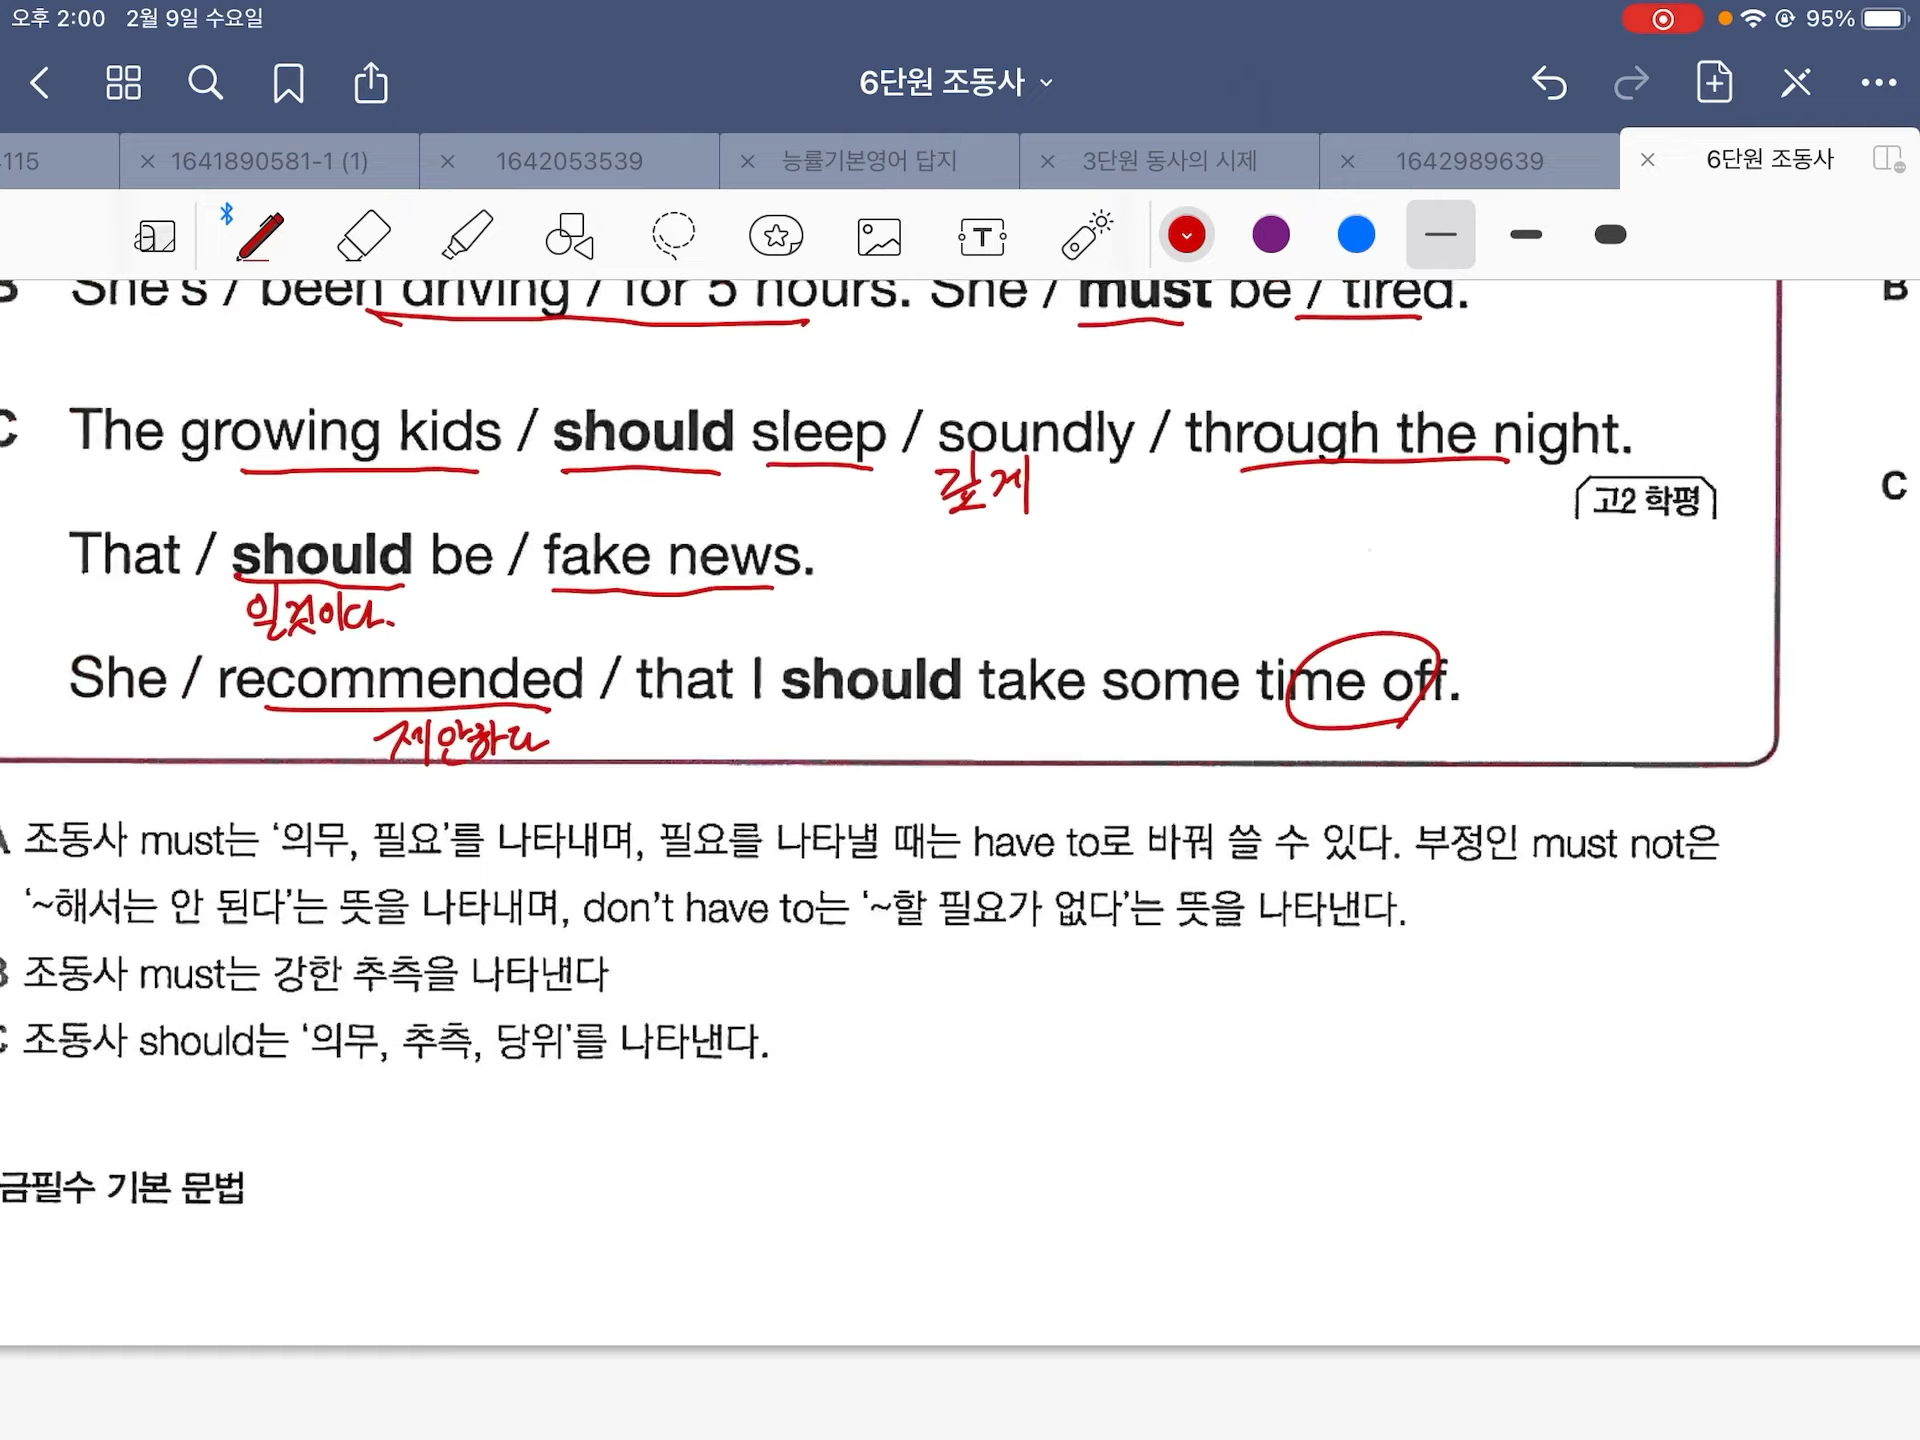 오후 2:00 2월 9일 수요일
95%
6단원 조동사
115
1641890581-1 (1)
1642053539
능률기본영어 답지
3단원 동사의 시제
1642989639
6단원 조동사
B She's / been driving / for 5 hours. She / must be / tired.
B
C The growing kids / should sleep / soundly / through the night.
깊게
고2 학평
C
That / should be / fake news.
일것이다.
She / recommended / that I should take some time off.
제안하다
A 조동사 must는 ‘의무, 필요’를 나타내며, 필요를 나타낼 때는 have to로 바꿔 쓸 수 있다. 부정인 must not은
‘~해서는 안 된다’는 뜻을 나타내며, don’t have to는 ‘~할 필요가 없다’는 뜻을 나타낸다.
B 조동사 must는 강한 추측을 나타낸다
C 조동사 should는 ‘의무, 추측, 당위’를 나타낸다.
금필수 기본 문법